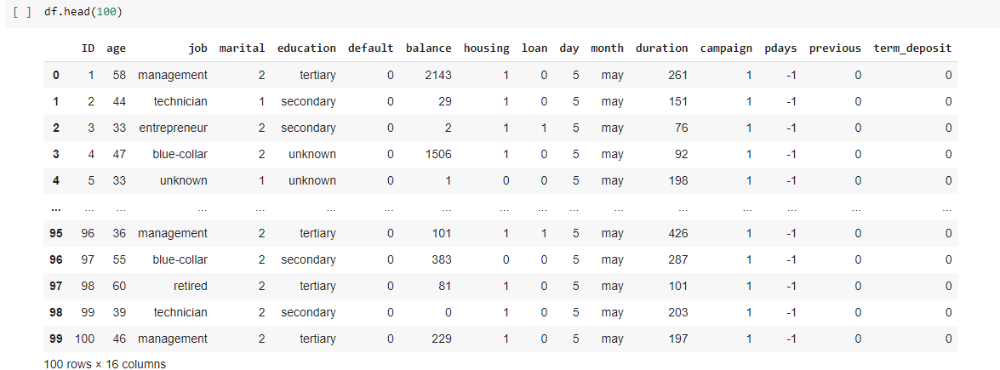 [ ] df.head(100)
ID age job marital education default balance housing loan day month duration campaign pdays previous term_deposit
0 1 58 management 2 tertiary 0 2143 1 0 5 may 261 1 -1 0 0
1 2 44 technician 1 secondary 0 29 1 0 5 may 151 1 -1 0 0
2 3 33 entrepreneur 2 secondary 0 2 1 1 5 may 76 1 -1 0 0
3 4 47 blue-collar 2 unknown 0 1506 1 0 5 may 92 1 -1 0 0
4 5 33 unknown 1 unknown 0 1 0 0 5 may 198 1 -1 0 0
... ... ... ... ... ... ... ... ... ... ... ... ... ... ... ... ...
95 96 36 management 2 tertiary 0 101 1 1 5 may 426 1 -1 0 0
96 97 55 blue-collar 2 secondary 0 383 0 0 5 may 287 1 -1 0 0
97 98 60 retired 2 tertiary 0 81 1 0 5 may 101 1 -1 0 0
98 99 39 technician 2 secondary 0 0 1 0 5 may 203 1 -1 0 0
99 100 46 management 2 tertiary 0 229 1 0 5 may 197 1 -1 0 0
100 rows × 16 columns